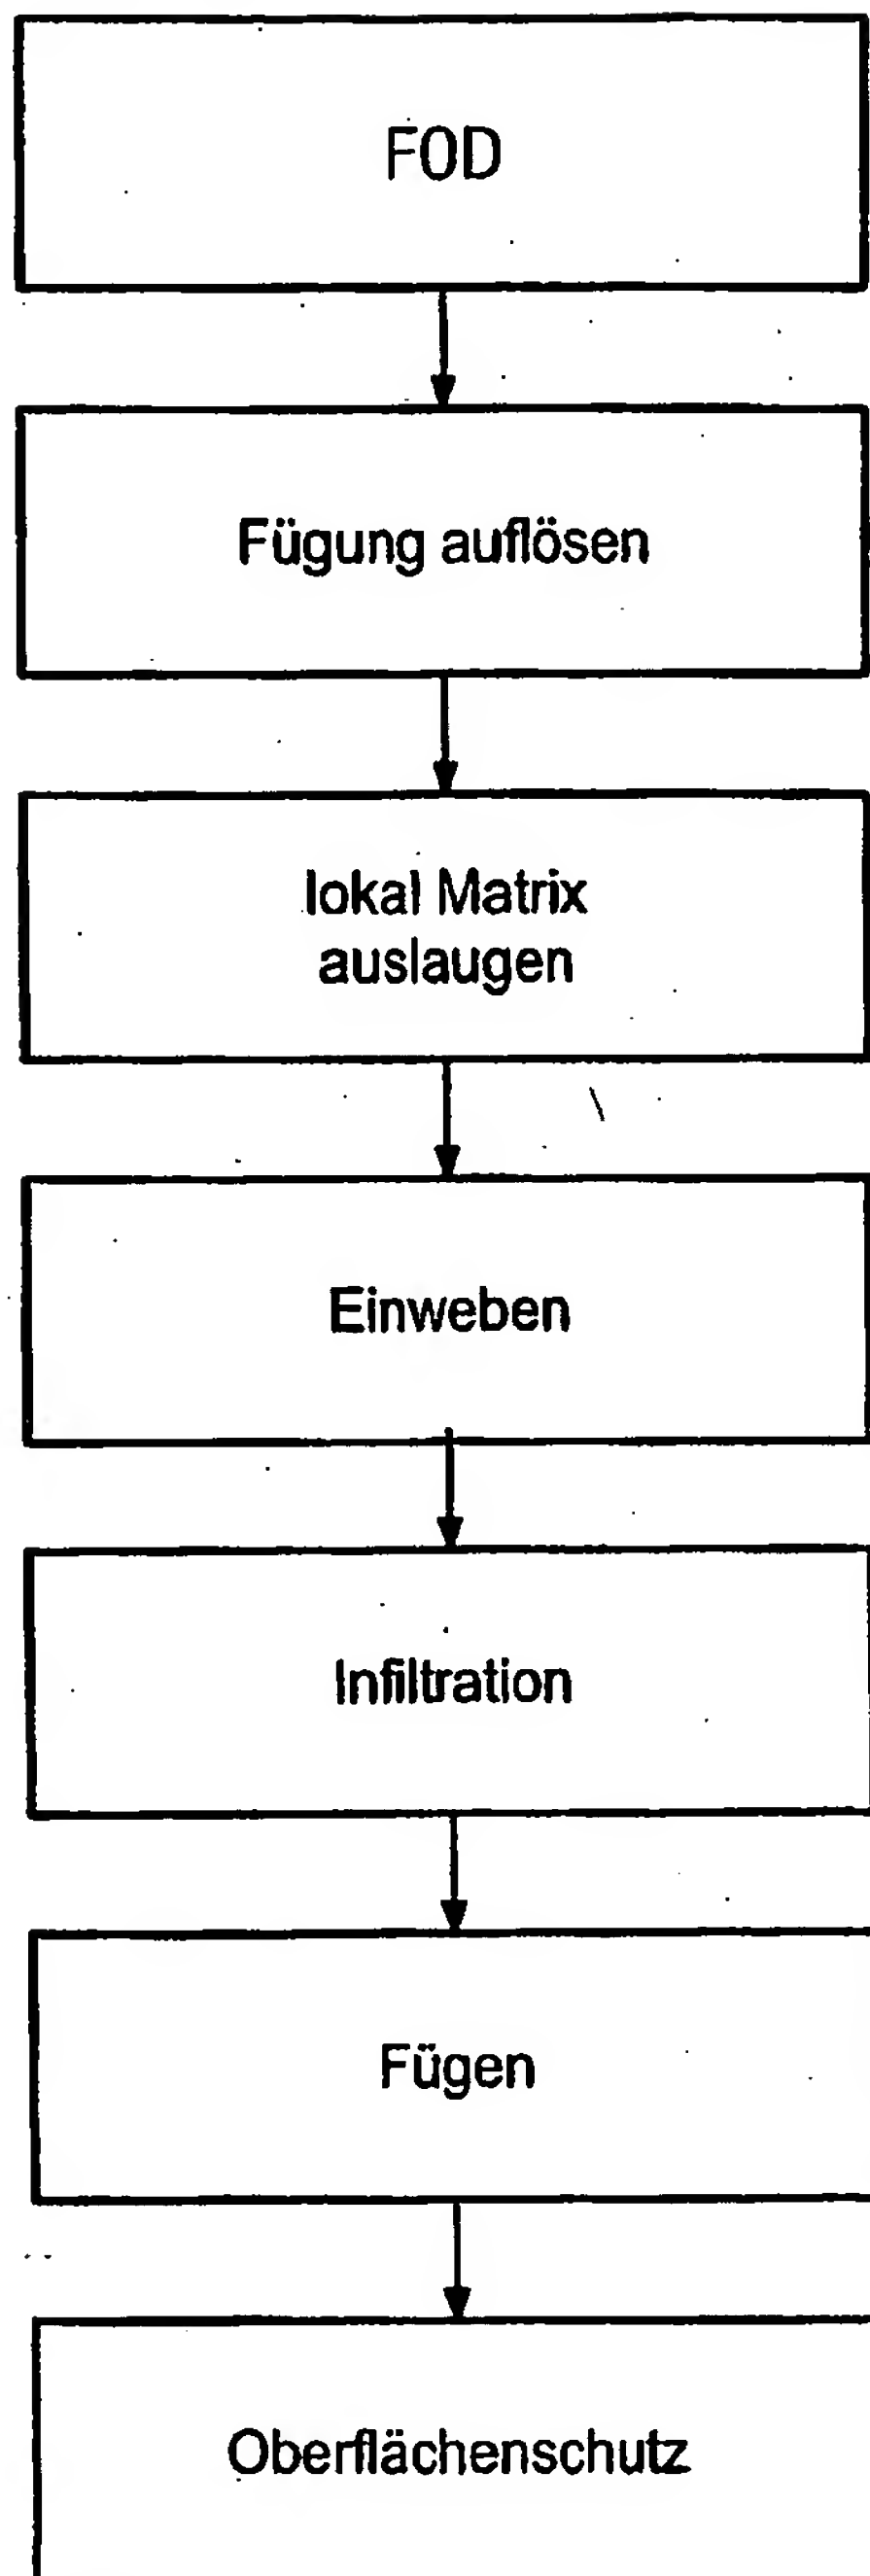 FOD
Fügung auflösen
lokal Matrix
auslaugen
Einweben
Infiltration
Fügen
Oberflächenschutz